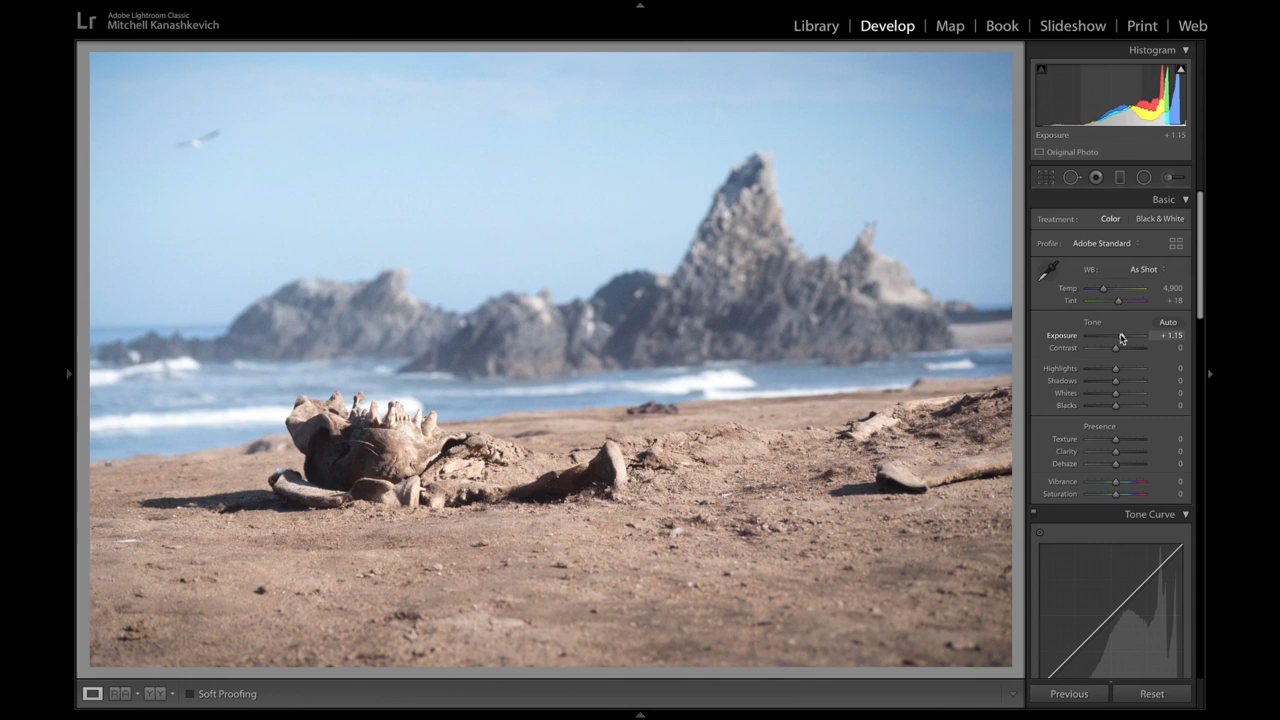 Lr
Adobe Lightroom Classic
Mitchell Kanashkevich
Library | Develop | Map | Book | Slideshow | Print | Web
Histogram
Exposure + 1.15
Original Photo
Basic
Treatment : Color Black & White
Profile : Adobe Standard
WB : As Shot
Temp 4,900
Tint + 18
Tone Auto
Exposure + 1.15
Contrast 0
Highlights 0
Shadows 0
Whites 0
Blacks 0
Presence
Texture 0
Clarity 0
Dehaze 0
Vibrance 0
Saturation 0
Tone Curve
R A Y Y Soft Proofing
Previous Reset